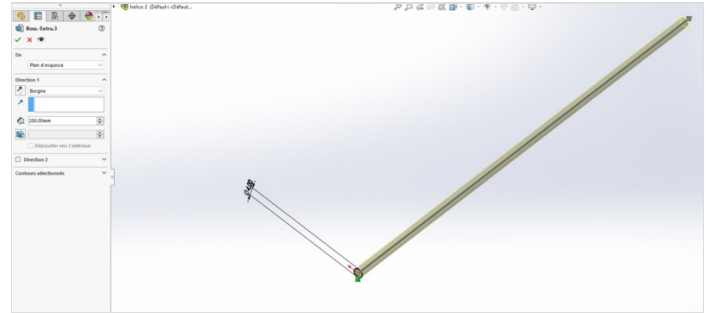 helice 2 (Défaut< <Défaut...
Boss.-Extru.3
De
Plan d'esquisse
Direction 1
Borgne
200.00mm
Dépouiller vers l'extérieur
Direction 2
Contours sélectionnés